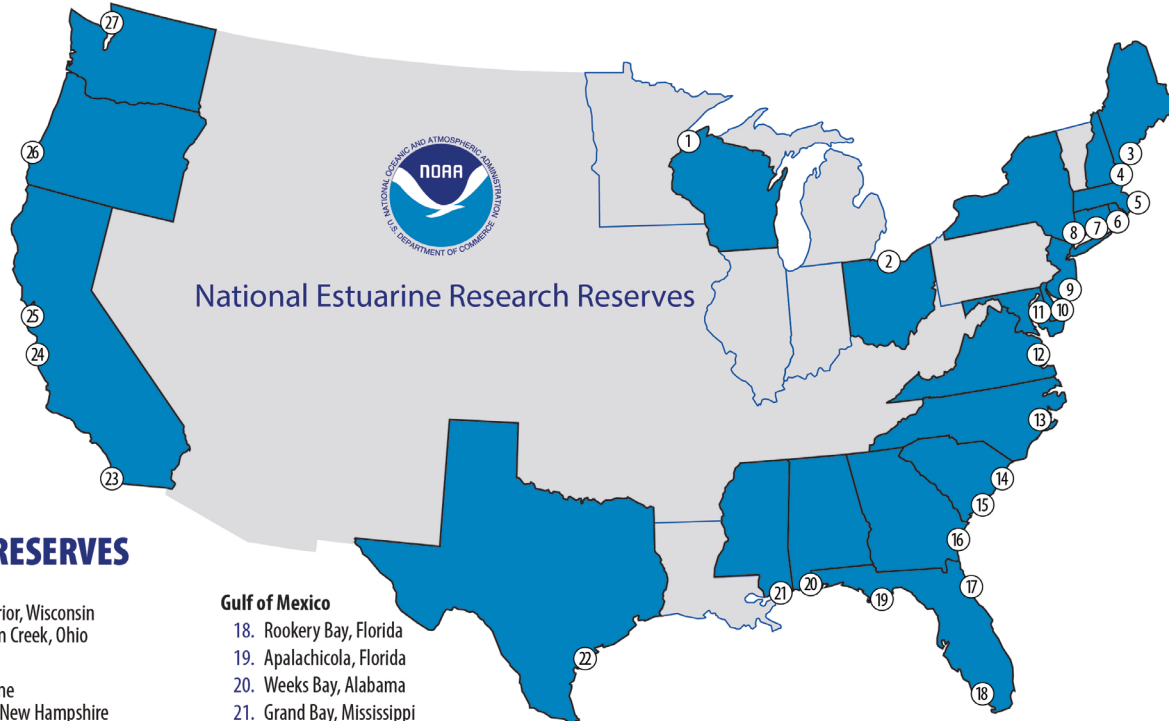 27
1
26
3
4
5
NATIONAL OCEANIC AND ATMOSPHERIC ADMINISTRATION
NOAA
U.S. DEPARTMENT OF COMMERCE
8
7
6
2
National Estuarine Research Reserves
9
10
11
25
24
12
13
23
14
15
16
RESERVES
17
21
20
19
22
18
Wisconsin
Creek, Ohio
New Hampshire
Gulf of Mexico
18. Rookery Bay, Florida
19. Apalachicola, Florida
20. Weeks Bay, Alabama
21. Grand Bay, Mississippi